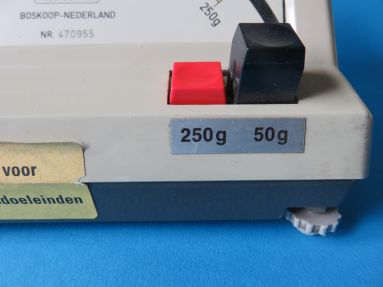 BOSKOOP-NEDERLAND
NR. 470955
250g
250g 50g
voor
doeleinden